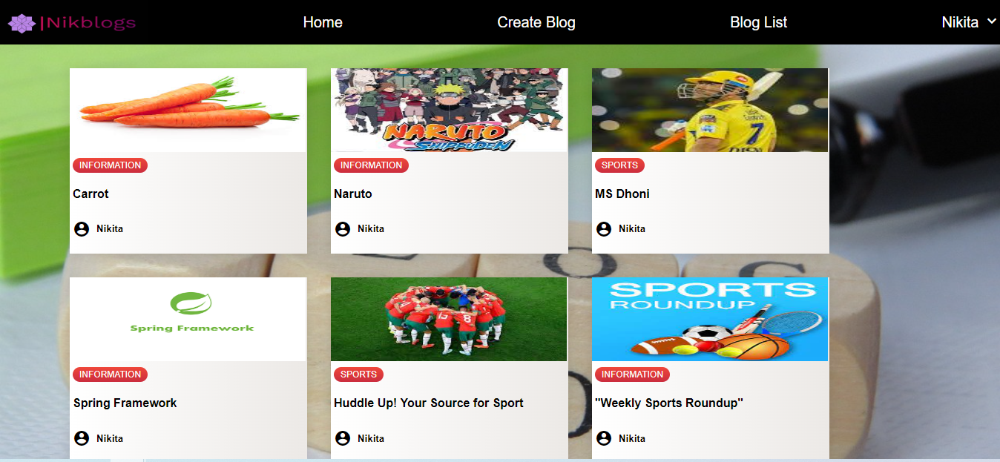 |Nikblogs
Home
Create Blog
Blog List
Nikita
NARUTO
SHIPPUDEN
7
INFORMATION
INFORMATION
SPORTS
Carrot
Naruto
MS Dhoni
Nikita
Nikita
Nikita
Spring Framework
15
8
SPORTS
ROUNDUP
INFORMATION
SPORTS
INFORMATION
Spring Framework
Huddle Up! Your Source for Sport
"Weekly Sports Roundup"
Nikita
Nikita
Nikita